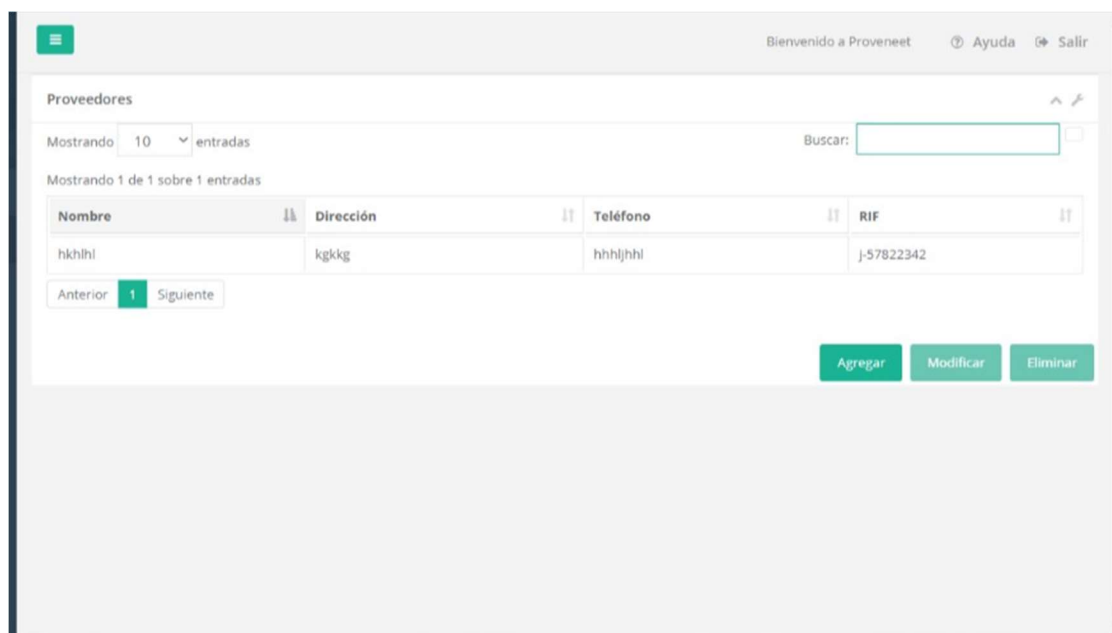 Bienvenido a Proveneet Ayuda Salir
Proveedores
Mostrando 10 entradas Buscar:
Mostrando 1 de 1 sobre 1 entradas
Nombre Dirección Teléfono RIF
hkhlhl kgkkg hhhljhhl j-57822342
Anterior 1 Siguiente
Agregar Modificar Eliminar